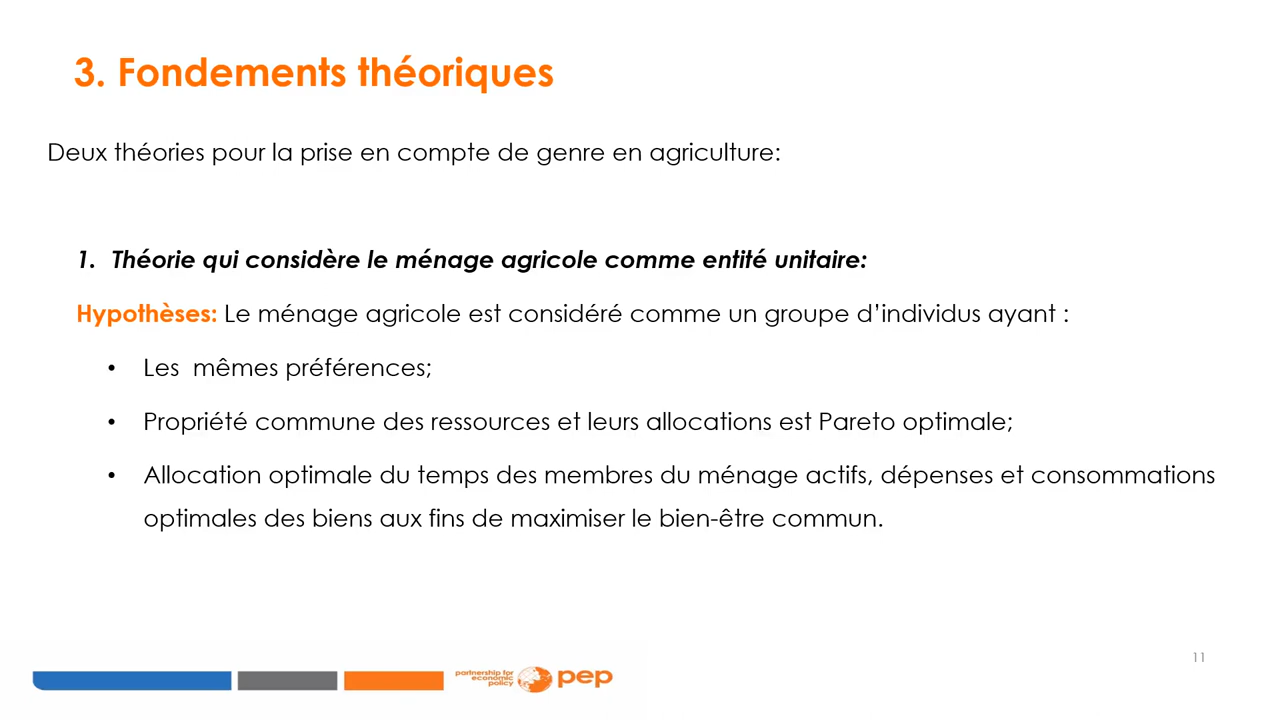 3. Fondements théoriques
Deux théories pour la prise en compte de genre en agriculture:
1. Théorie qui considère le ménage agricole comme entité unitaire:
Hypothèses: Le ménage agricole est considéré comme un groupe d’individus ayant :
• Les mêmes préférences;
• Propriété commune des ressources et leurs allocations est Pareto optimale;
• Allocation optimale du temps des membres du ménage actifs, dépenses et consommations
optimales des biens aux fins de maximiser le bien-être commun.
11
partnership for
economic
policy
pep